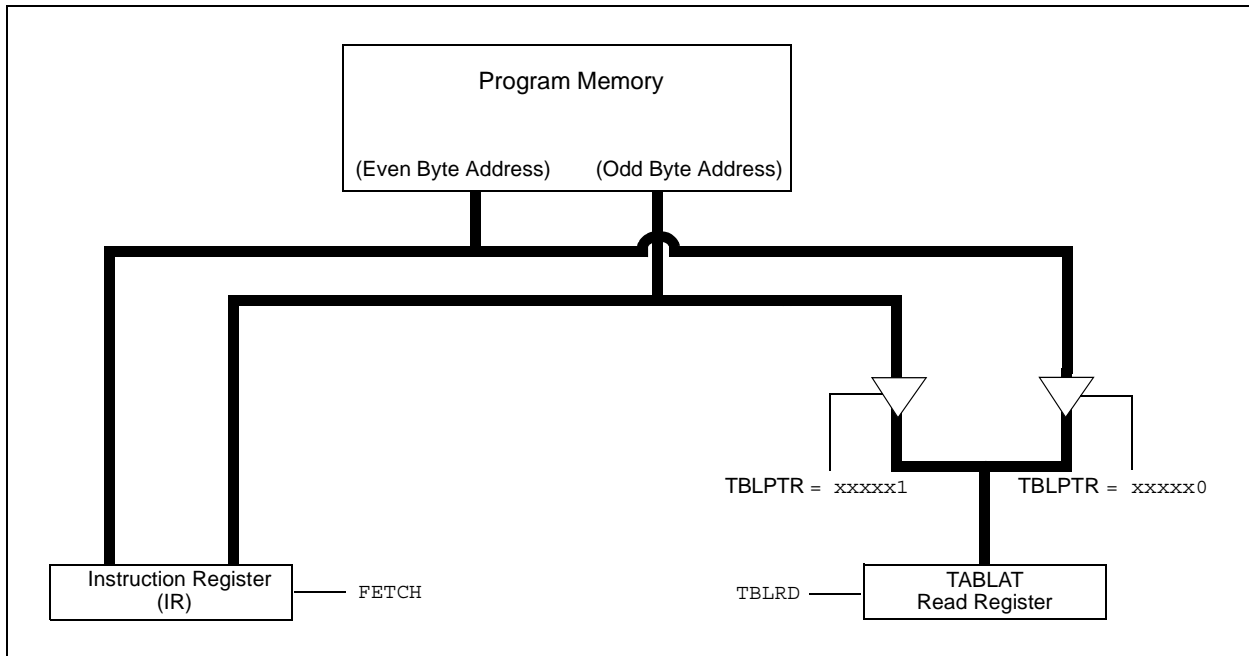 Program Memory
(Even Byte Address) (Odd Byte Address)
TBLPTR = xxxxx1 TBLPTR = xxxxx0
Instruction Register
(IR)
FETCH
TBLRD
TABLAT
Read Register